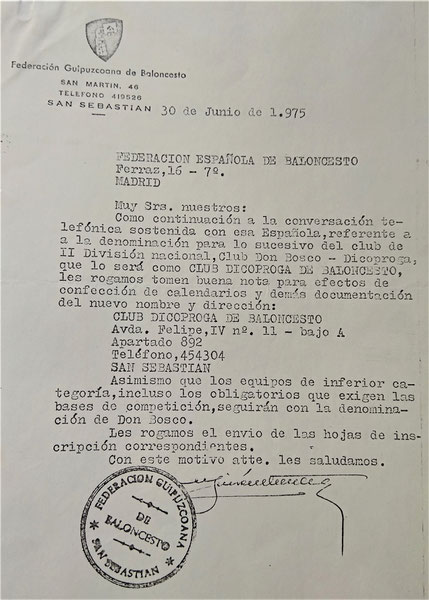 Federación Guipuzcoana de Baloncesto
SAN MARTIN, 46
TELEFONO 419526
SAN SEBASTIAN
30 de Junio de 1.975
FEDERACION ESPAÑOLA DE BALONCESTO
Ferraz,16 - 7º.
MADRID
Muy Srs. nuestros:
Como continuación a la conversación te-
lefónica sostenida con esa Española,referente a
a la denominación para lo sucesivo del club de
II División nacional,Club Don Bosco - Dicoproga,
que lo será como CLUB DICOPROGA DE BALONCESTO,
les rogamos tomen buena nota para efectos de
confección de calendarios y demás documentación
del nuevo nombre y dirección:
CLUB DICOPROGA DE BALONCESTO
Avda. Felipe,IV nº. 11 - bajo A
Apartado 892
Teléfono,454304
SAN SEBASTIAN
Asimismo que los equipos de inferior ca-
tegoría,incluso los obligatorios que exigen las
bases de competición,seguirán con la denomina-
ción de Don Bosco.
Les rogamos el envio de las hojas de ins-
cripción correspondientes.
Con este motivo atte. les saludamos.
FEDERACION GUIPUZCOANA
DE
BALONCESTO
SAN SEBASTIAN